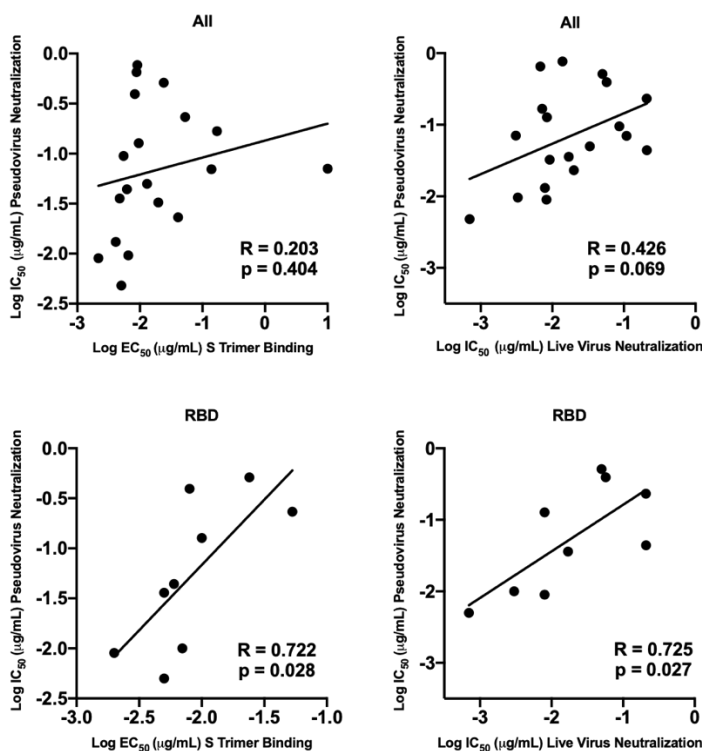 All
Log IC50 (μg/mL) Pseudovirus Neutralization
0.0
-0.5
-1.0
-1.5
-2.0
-2.5
R = 0.203
p = 0.404
-3
-2
-1
0
1
Log EC50 (μg/mL) S Trimer Binding
All
Log IC50 (μg/mL) Pseudovirus Neutralization
0
-1
-2
-3
R = 0.426
p = 0.069
-3
-2
-1
0
Log IC50 (μg/mL) Live Virus Neutralization
RBD
Log IC50 (μg/mL) Pseudovirus Neutralization
0.0
-0.5
-1.0
-1.5
-2.0
-2.5
R = 0.722
p = 0.028
-3.0
-2.5
-2.0
-1.5
-1.0
Log EC50 (μg/mL) S Trimer Binding
RBD
Log IC50 (μg/mL) Pseudovirus Neutralization
0
-1
-2
-3
R = 0.725
p = 0.027
-3
-2
-1
0
Log IC50 (μg/mL) Live Virus Neutralization